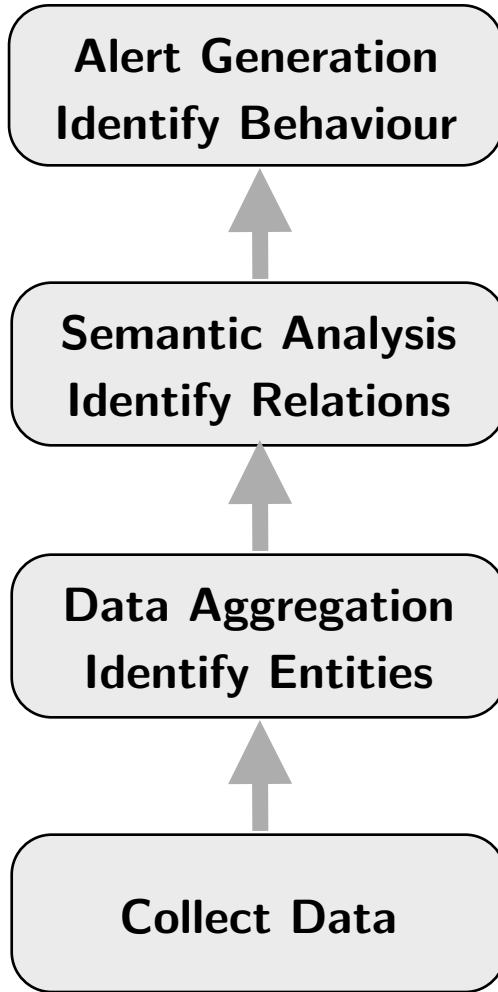 Alert Generation
Identify Behaviour
Semantic Analysis
Identify Relations
Data Aggregation
Identify Entities
Collect Data